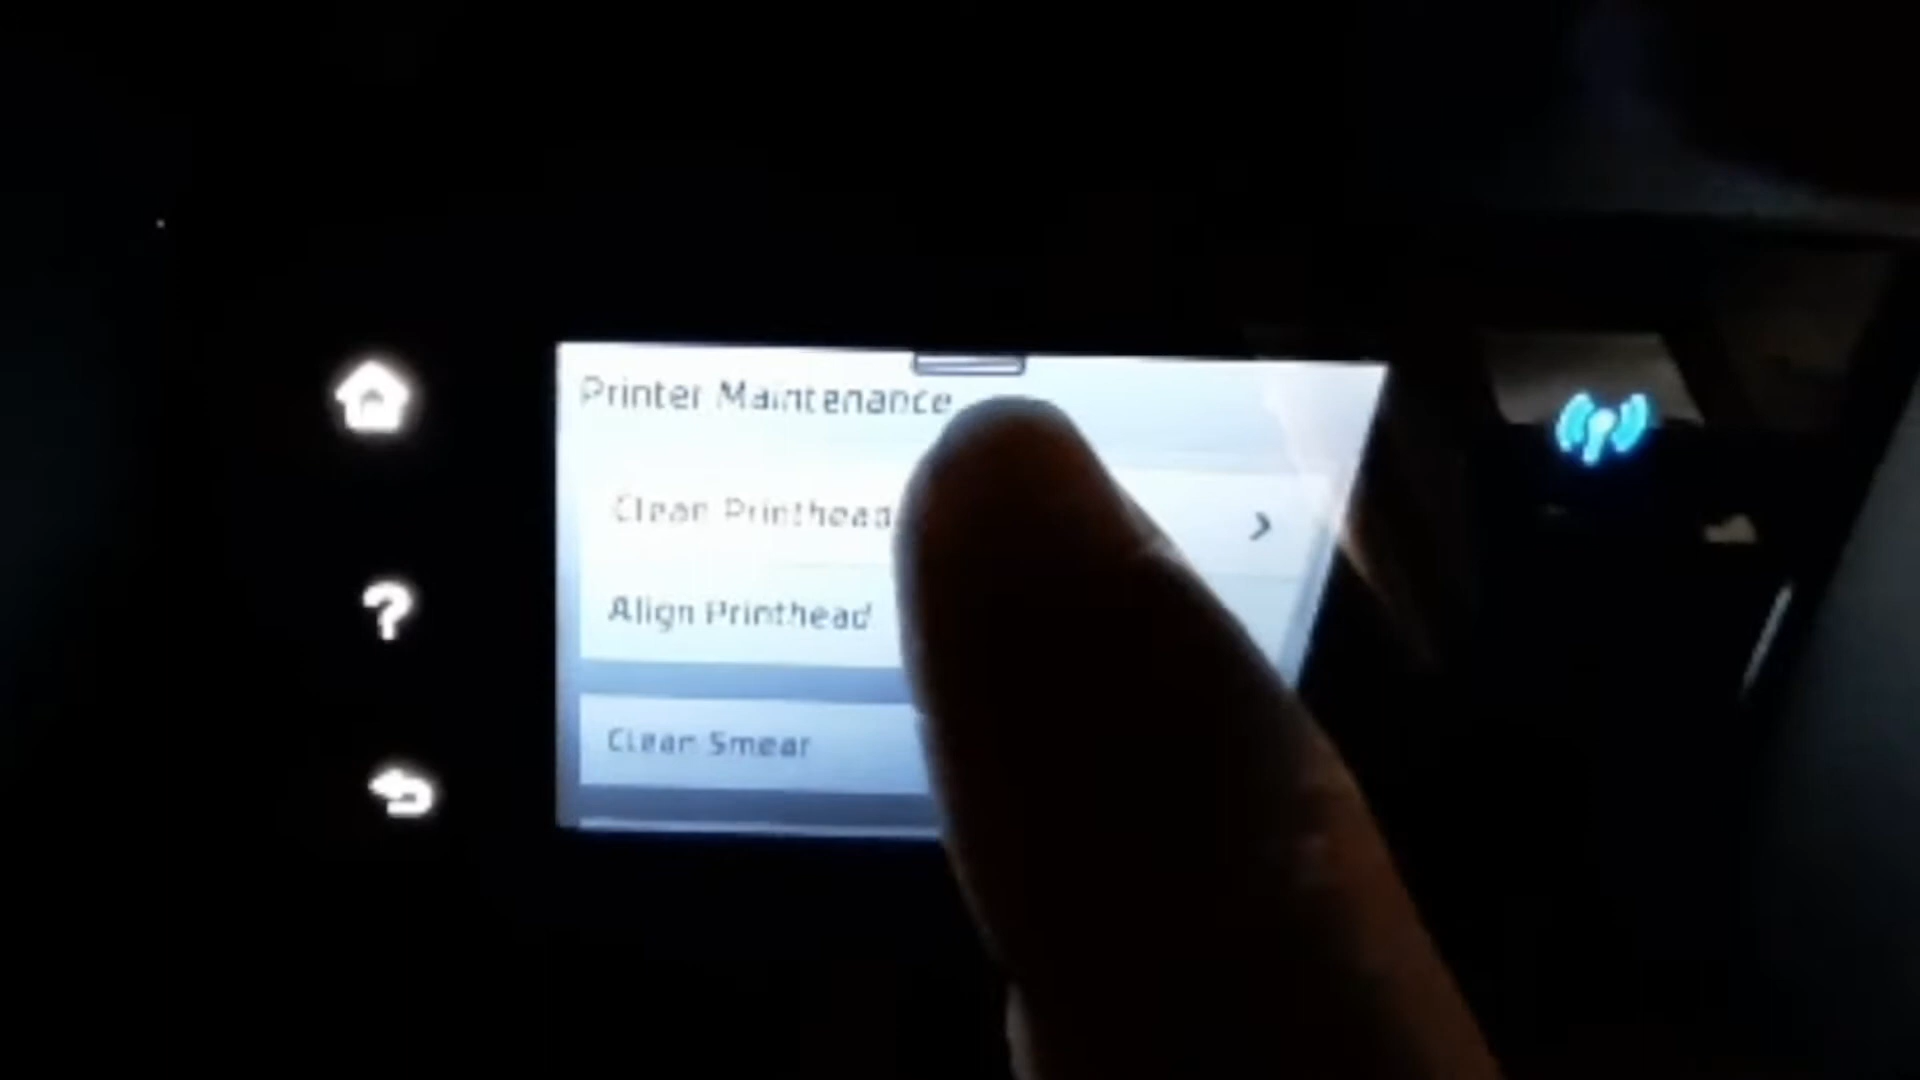 Printer Maintenance
Clean Printhead
Align Printhead
Clean Smear